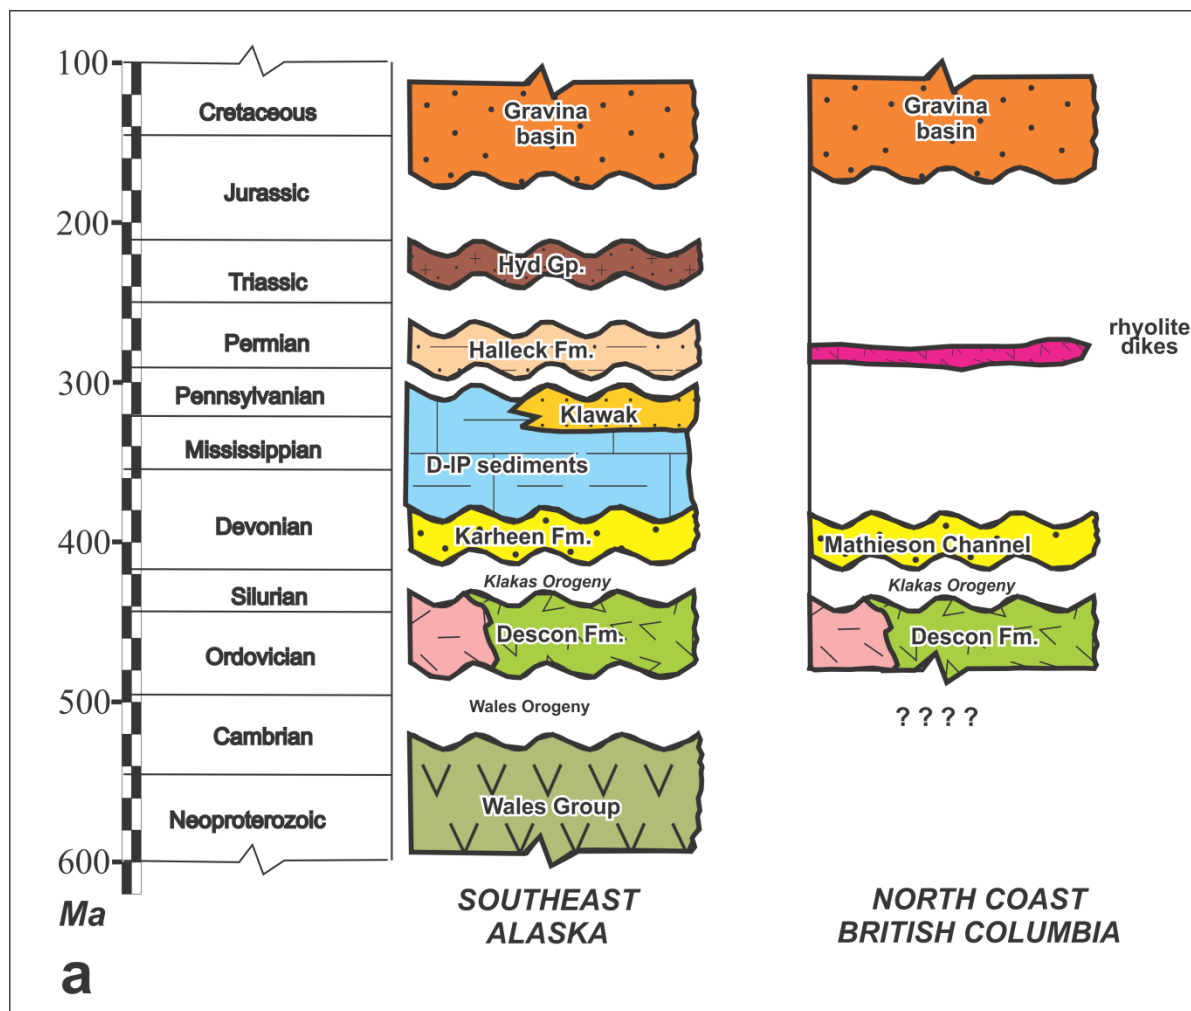 100
200
300
400
500
600
Ma
Cretaceous
Jurassic
Triassic
Permian
Pennsylvanian
Mississippian
Devonian
Silurian
Ordovician
Cambrian
Neoproterozoic
Gravina
basin
Hyd Gp.
Halleck Fm.
Klawak
D-IP sediments
Karheen Fm.
Klakas Orogeny
Descon Fm.
Wales Orogeny
Wales Group
SOUTHEAST
ALASKA
Gravina
basin
rhyolite
dikes
Mathieson Channel
Klakas Orogeny
Descon Fm.
? ? ? ?
NORTH COAST
BRITISH COLUMBIA
a